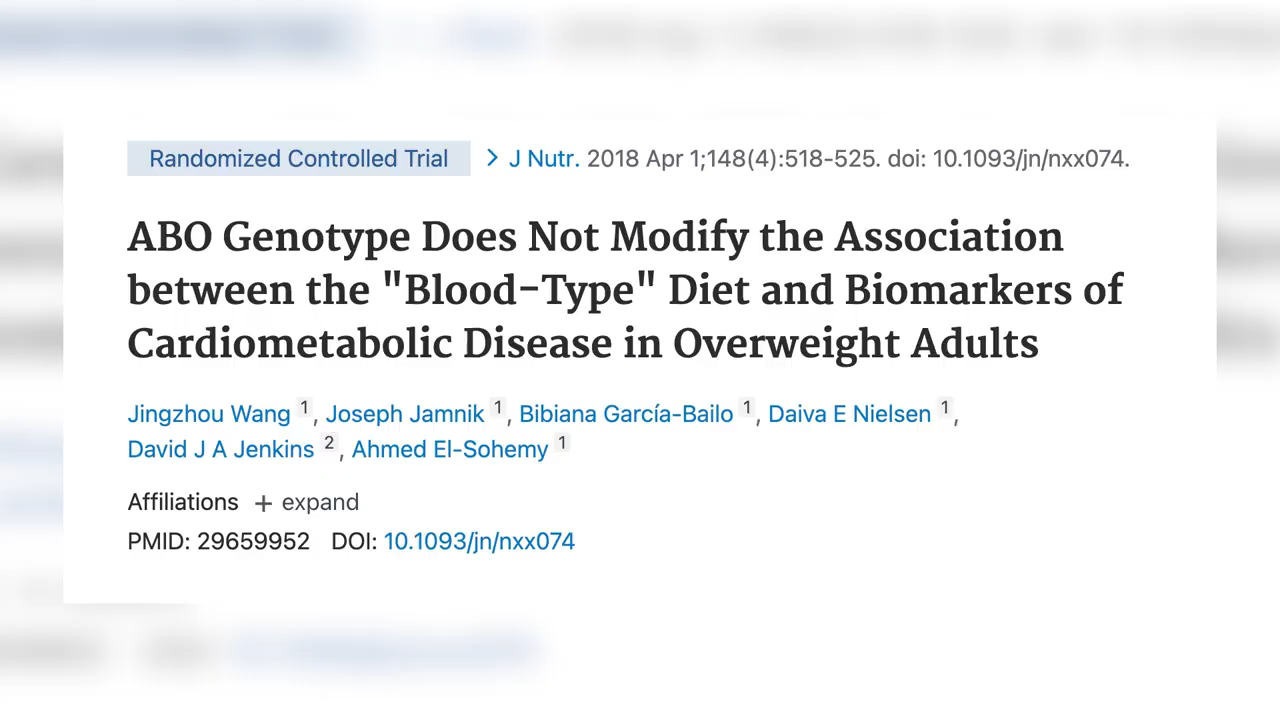 Randomized Controlled Trial > J Nutr. 2018 Apr 1;148(4):518-525. doi: 10.1093/jn/nxx074.
ABO Genotype Does Not Modify the Association
between the "Blood-Type" Diet and Biomarkers of
Cardiometabolic Disease in Overweight Adults
Jingzhou Wang 1, Joseph Jamnik 1, Bibiana García-Bailo 1, Daiva E Nielsen 1,
David J A Jenkins 2, Ahmed El-Sohemy 1
Affiliations + expand
PMID: 29659952 DOI: 10.1093/jn/nxx074